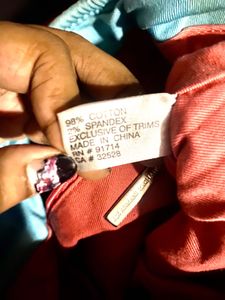 98% COTTON
2% SPANDEX
EXCLUSIVE OF TRIMS
MADE IN CHINA
RN # 91714
CA # 32528